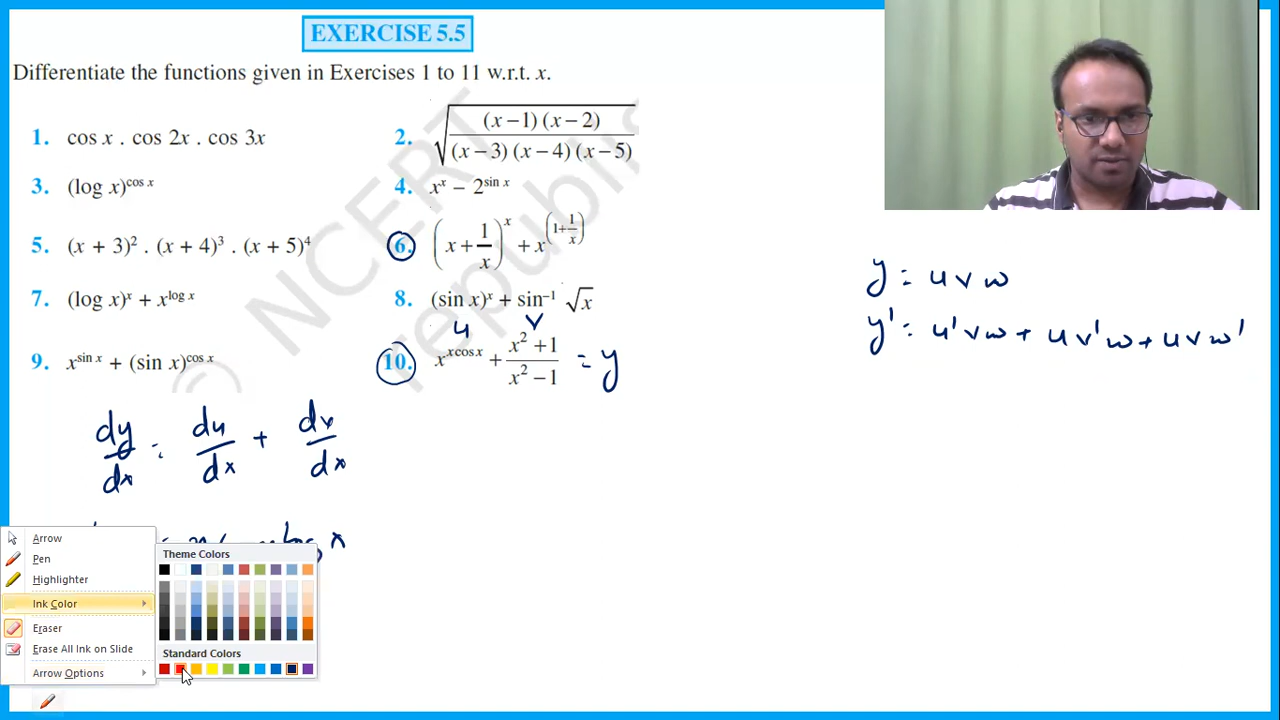 EXERCISE 5.5
Differentiate the functions given in Exercises 1 to 11 w.r.t. x.
1. cos x . cos 2x . cos 3x
2. √((x−1)(x−2) / (x−3)(x−4)(x−5))
3. (log x)^(cos x)
4. x^x − 2^(sin x)
5. (x + 3)² . (x + 4)³ . (x + 5)⁴
6. (x + 1/x)^x + x^(1+1/x)
7. (log x)^x + x^(log x)
8. (sin x)^x + sin⁻¹ √x
u v
9. x^(sin x) + (sin x)^(cos x)
10. x^(x cos x) + (x² + 1)/(x² − 1) = y
y = u v w
y' = u' v w + u v' w + u v w'
dy/dx = du/dx + dv/dx
x
© NCERT
republished
Arrow
Pen
Highlighter
Ink Color
Eraser
Erase All Ink on Slide
Arrow Options
Theme Colors
Standard Colors